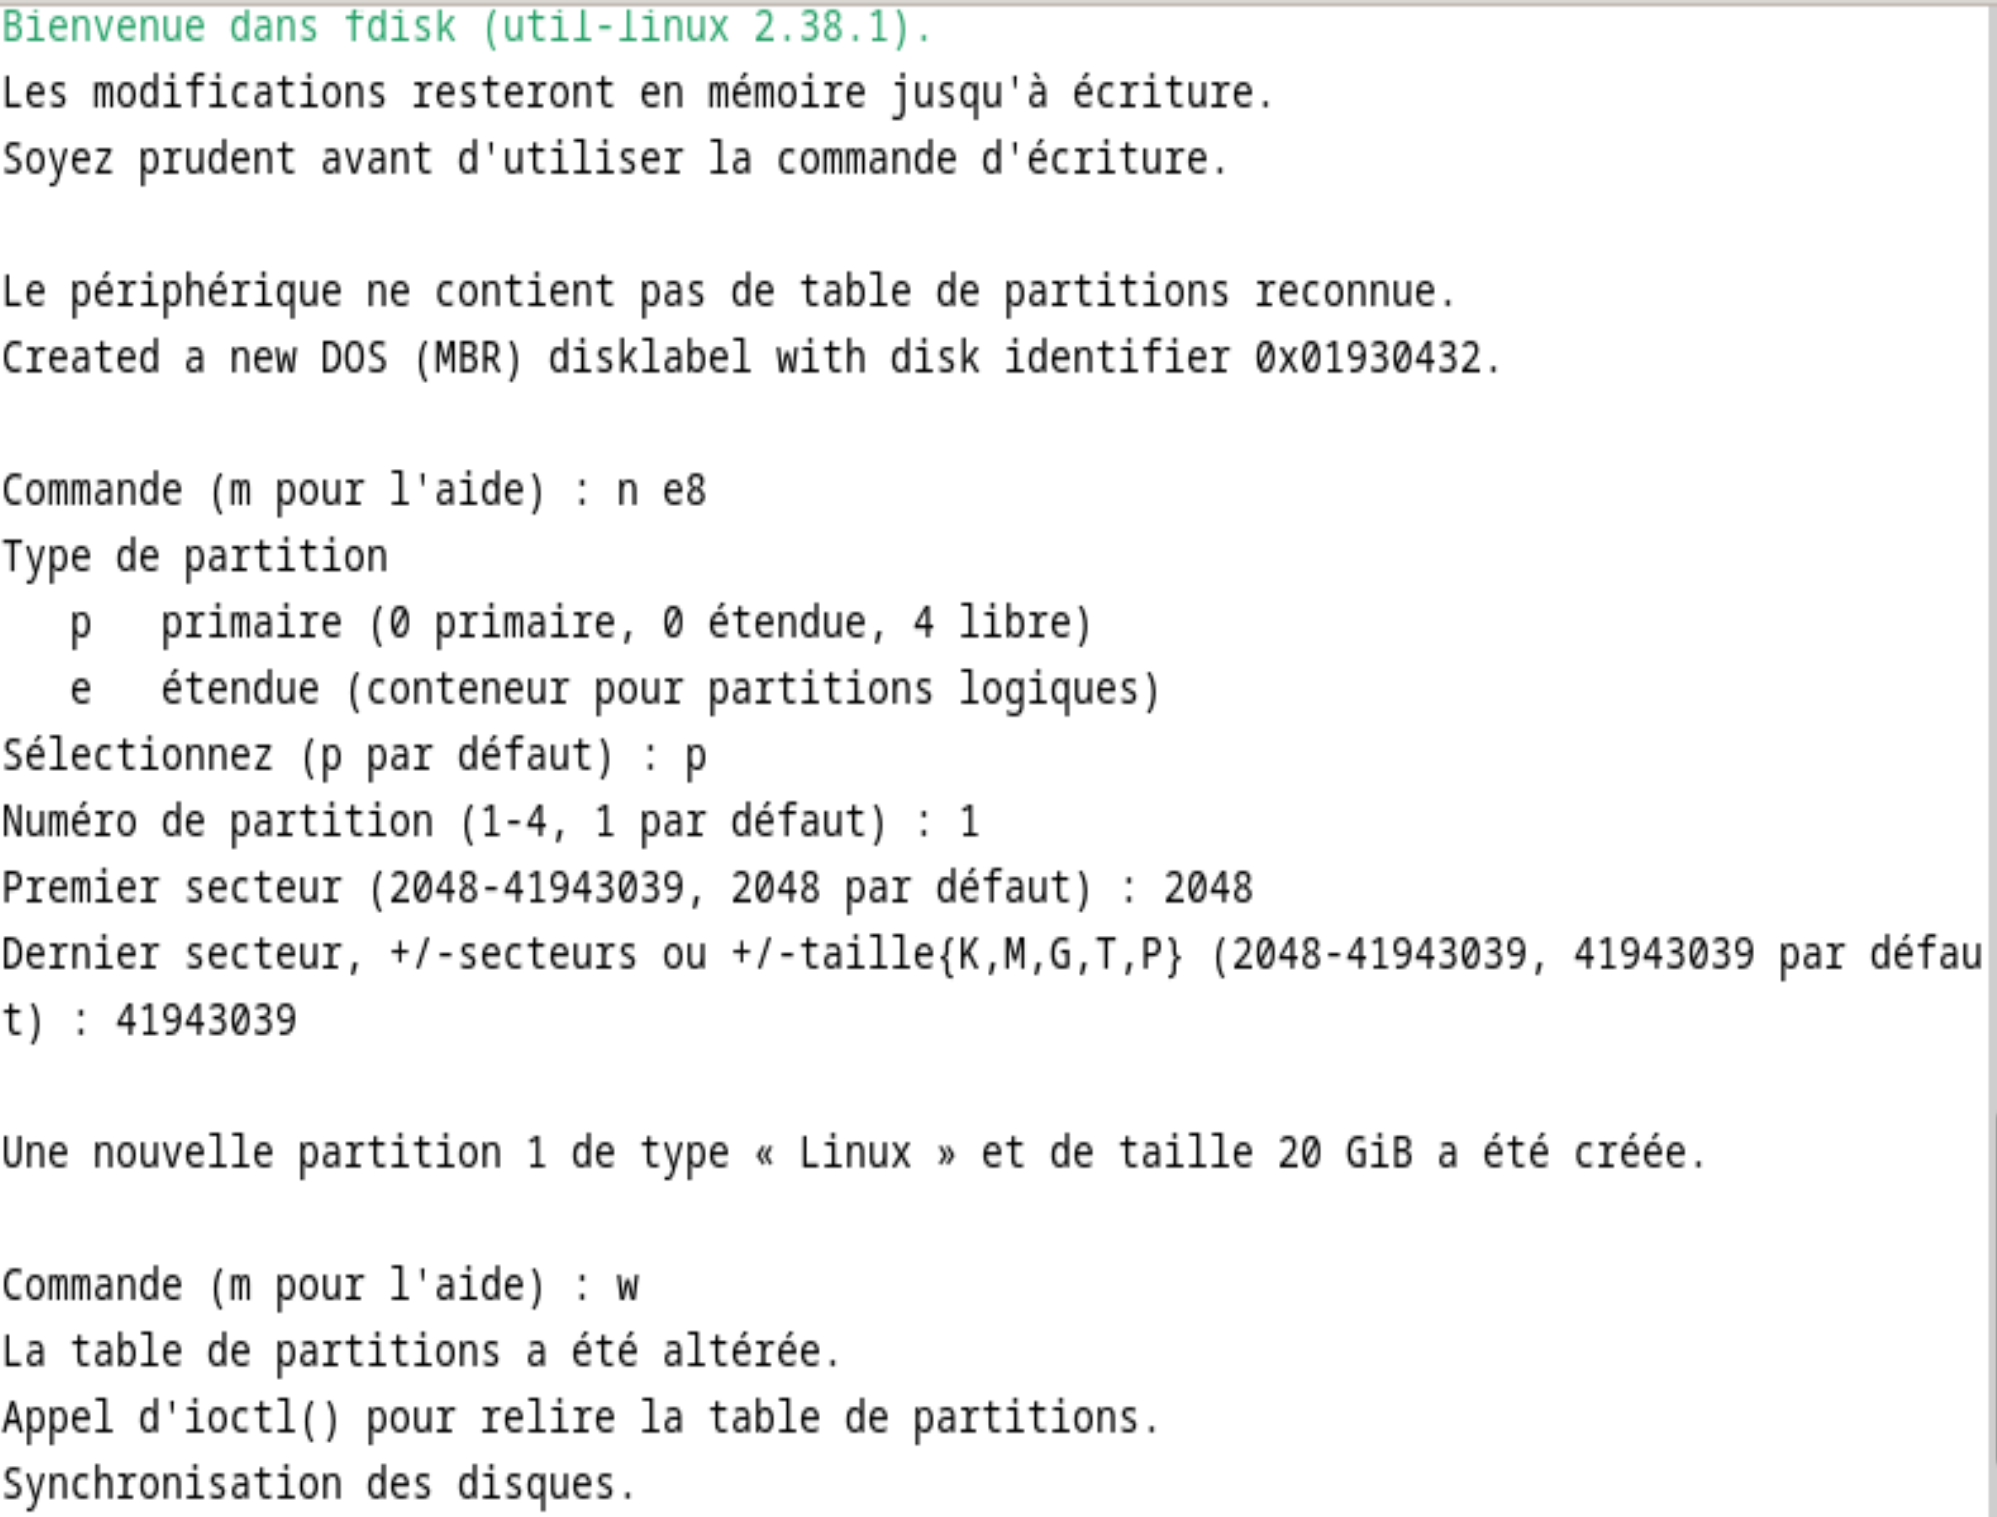 Bienvenue dans fdisk (util-linux 2.38.1).
Les modifications resteront en mémoire jusqu'à écriture.
Soyez prudent avant d'utiliser la commande d'écriture.
Le périphérique ne contient pas de table de partitions reconnue.
Created a new DOS (MBR) disklabel with disk identifier 0x01930432.
Commande (m pour l'aide) : n e8
Type de partition
p   primaire (0 primaire, 0 étendue, 4 libre)
e   étendue (conteneur pour partitions logiques)
Sélectionnez (p par défaut) : p
Numéro de partition (1-4, 1 par défaut) : 1
Premier secteur (2048-41943039, 2048 par défaut) : 2048
Dernier secteur, +/-secteurs ou +/-taille{K,M,G,T,P} (2048-41943039, 41943039 par défau
t) : 41943039
Une nouvelle partition 1 de type « Linux » et de taille 20 GiB a été créée.
Commande (m pour l'aide) : w
La table de partitions a été altérée.
Appel d'ioctl() pour relire la table de partitions.
Synchronisation des disques.